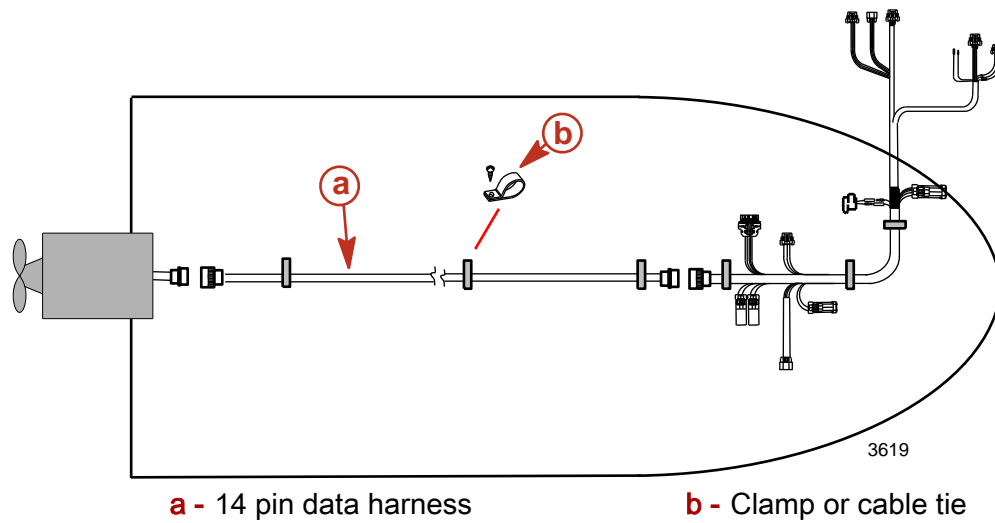 b
a
3619
a - 14 pin data harness
b - Clamp or cable tie